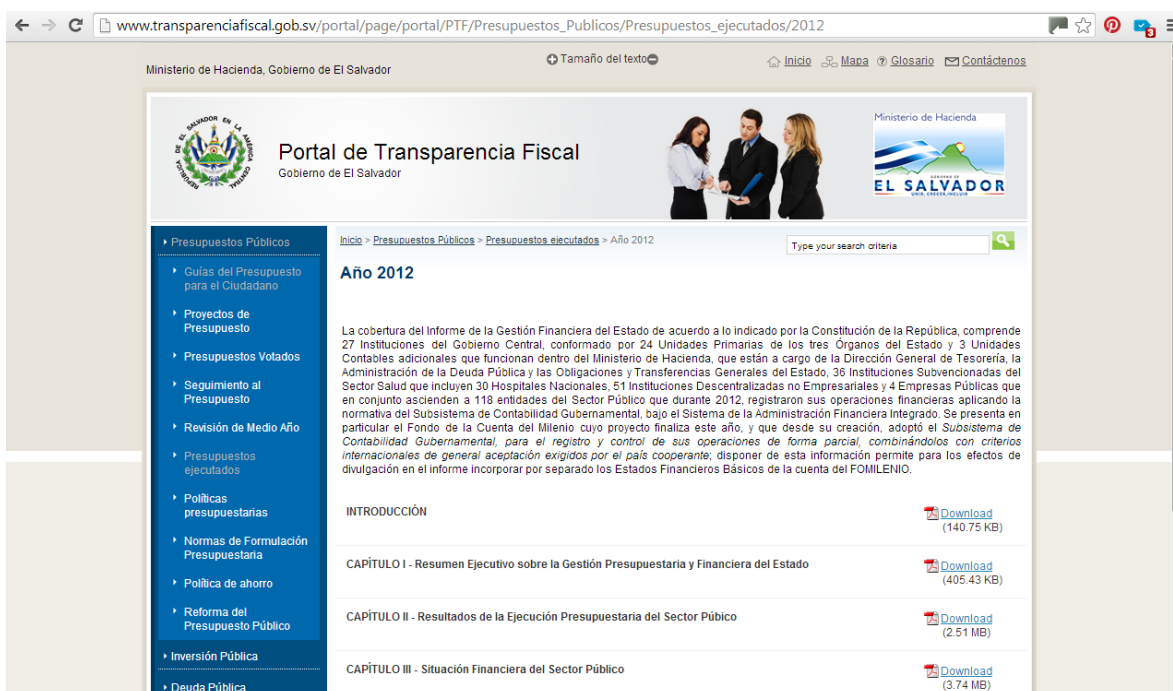 www.transparenciafiscal.gob.sv/portal/page/portal/PTF/Presupuestos_Publicos/Presupuestos_ejecutados/2012
3
Ministerio de Hacienda, Gobierno de El Salvador
Tamaño del texto
Inicio Mapa Glosario Contáctenos
REPÚBLICA DE EL SALVADOR EN LA AMÉRICA CENTRAL
Portal de Transparencia Fiscal
Gobierno de El Salvador
Ministerio de Hacienda
GOBIERNO DE
EL SALVADOR
UNIR, CRECER, INCLUIR
Presupuestos Públicos
Guías del Presupuesto
para el Ciudadano
Proyectos de
Presupuesto
Presupuestos Votados
Seguimiento al
Presupuesto
Revisión de Medio Año
Presupuestos
ejecutados
Políticas
presupuestarias
Normas de Formulación
Presupuestaria
Política de ahorro
Reforma del
Presupuesto Público
Inversión Pública
Deuda Pública
Inicio > Presupuestos Públicos > Presupuestos ejecutados > Año 2012
Type your search criteria
Año 2012
La cobertura del Informe de la Gestión Financiera del Estado de acuerdo a lo indicado por la Constitución de la República, comprende
27 Instituciones del Gobierno Central, conformado por 24 Unidades Primarias de los tres Órganos del Estado y 3 Unidades
Contables adicionales que funcionan dentro del Ministerio de Hacienda, que están a cargo de la Dirección General de Tesorería, la
Administración de la Deuda Pública y las Obligaciones y Transferencias Generales del Estado, 36 Instituciones Subvencionadas del
Sector Salud que incluyen 30 Hospitales Nacionales, 51 Instituciones Descentralizadas no Empresariales y 4 Empresas Públicas que
en conjunto ascienden a 118 entidades del Sector Público que durante 2012, registraron sus operaciones financieras aplicando la
normativa del Subsistema de Contabilidad Gubernamental, bajo el Sistema de la Administración Financiera Integrado. Se presenta en
particular el Fondo de la Cuenta del Milenio cuyo proyecto finaliza este año, y que desde su creación, adoptó el Subsistema de
Contabilidad Gubernamental, para el registro y control de sus operaciones de forma parcial, combinándolos con criterios
internacionales de general aceptación exigidos por el país cooperante; disponer de esta información permite para los efectos de
divulgación en el informe incorporar por separado los Estados Financieros Básicos de la cuenta del FOMILENIO.
INTRODUCCIÓN
Download
(140.75 KB)
CAPÍTULO I - Resumen Ejecutivo sobre la Gestión Presupuestaria y Financiera del Estado
Download
(405.43 KB)
CAPÍTULO II - Resultados de la Ejecución Presupuestaria del Sector Púbico
Download
(2.51 MB)
CAPÍTULO III - Situación Financiera del Sector Público
Download
(3.74 MB)